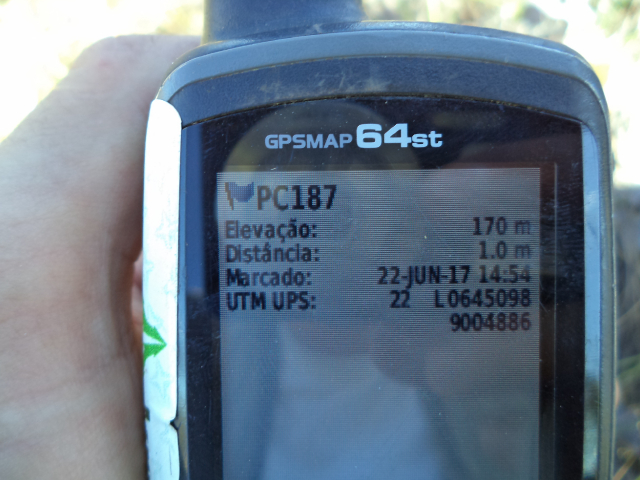 GPSMAP 64st
PC187
Elevação: 170 m
Distância: 1.0 m
Marcado: 22-JUN-17 14:54
UTM UPS: 22 L 0645098
9004886